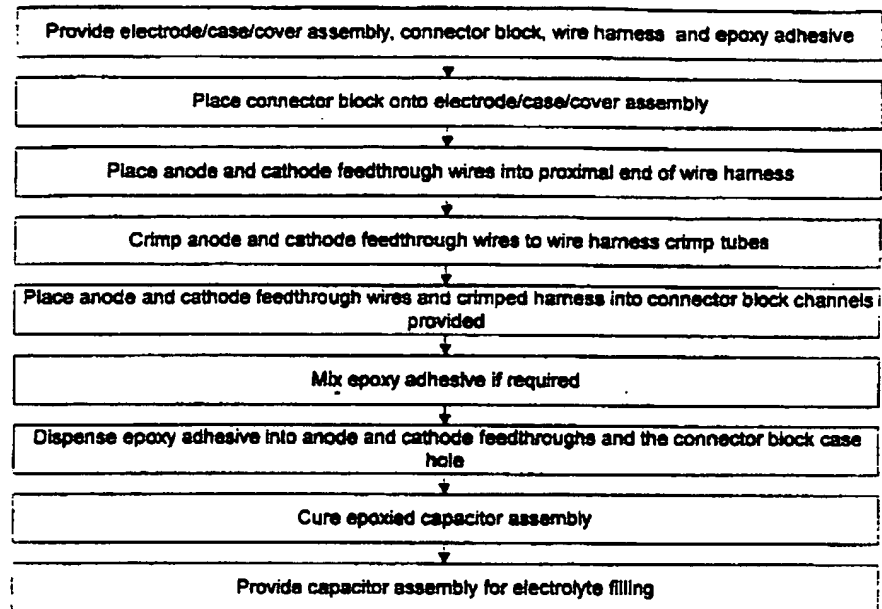 Provide electrode/case/cover assembly, connector block, wire harness and epoxy adhesive
Place connector block onto electrode/case/cover assembly
Place anode and cathode feedthrough wires into proximal end of wire harness
Crimp anode and cathode feedthrough wires to wire harness crimp tubes
Place anode and cathode feedthrough wires and crimped harness into connector block channels
provided
Mix epoxy adhesive if required
Dispense epoxy adhesive into anode and cathode feedthroughs and the connector block case
hole
Cure epoxied capacitor assembly
Provide capacitor assembly for electrolyte filling